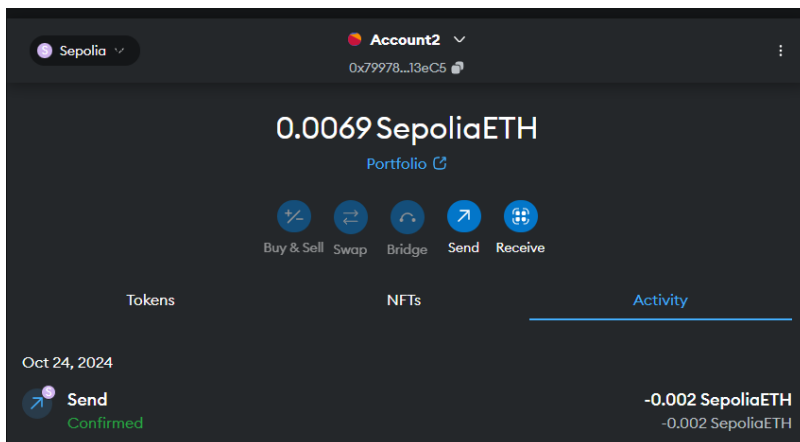 S Sepolia
Account2
0x79978...13eC5
0.0069 SepoliaETH
Portfolio
Buy & Sell Swap Bridge Send Receive
Tokens NFTs Activity
Oct 24, 2024
S
Send -0.002 SepoliaETH
Confirmed -0.002 SepoliaETH